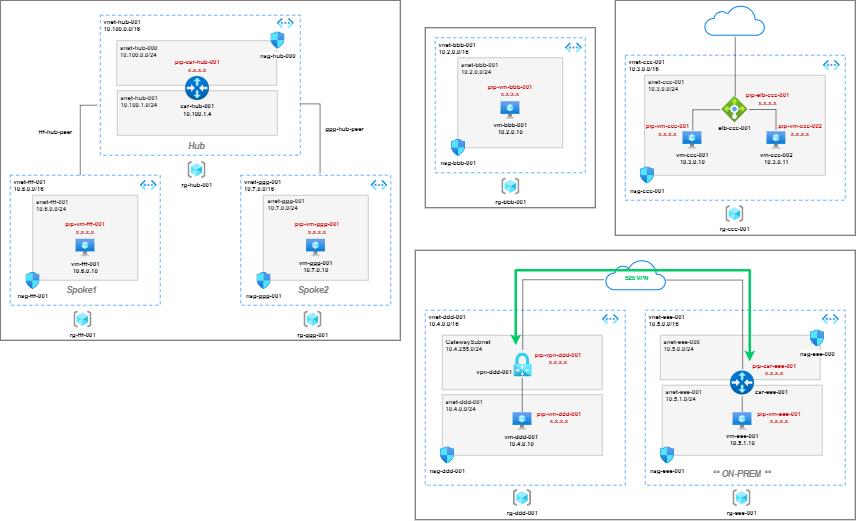 vnet-hub-001
10.100.0.0/16
snet-hub-000
10.100.0.0/24
nsg-hub-000
pip-csr-hub-001
x.x.x.x
snet-hub-001
10.100.1.0/24
csr-hub-001
10.100.1.4
Hub
rg-hub-001
fff-hub-peer
ggg-hub-peer
vnet-fff-001
10.6.0.0/16
snet-fff-001
10.6.0.0/24
pip-vm-fff-001
x.x.x.x
vm-fff-001
10.6.0.10
Spoke1
nsg-fff-001
rg-fff-001
vnet-ggg-001
10.7.0.0/16
snet-ggg-001
10.7.0.0/24
pip-vm-ggg-001
x.x.x.x
vm-ggg-001
10.7.0.10
Spoke2
nsg-ggg-001
rg-ggg-001
vnet-bbb-001
10.2.0.0/16
snet-bbb-001
10.2.0.0/24
pip-vm-bbb-001
x.x.x.x
vm-bbb-001
10.2.0.10
nsg-bbb-001
rg-bbb-001
vnet-ccc-001
10.3.0.0/16
snet-ccc-001
10.3.0.0/24
pip-elb-ccc-001
x.x.x.x
elb-ccc-001
pip-vm-ccc-001
x.x.x.x
pip-vm-ccc-002
x.x.x.x
vm-ccc-001
10.3.0.10
vm-ccc-002
10.3.0.11
nsg-ccc-001
rg-ccc-001
S2S VPN
vnet-ddd-001
10.4.0.0/16
GatewaySubnet
10.4.255.0/24
pip-vpn-ddd-001
x.x.x.x
vpn-ddd-001
snet-ddd-001
10.4.0.0/24
pip-vm-ddd-001
x.x.x.x
vm-ddd-001
10.4.0.10
nsg-ddd-001
rg-ddd-001
vnet-eee-001
10.5.0.0/16
snet-eee-000
10.5.0.0/24
nsg-eee-000
pip-csr-eee-001
x.x.x.x
csr-eee-001
snet-eee-001
10.5.1.0/24
pip-vm-eee-001
x.x.x.x
vm-eee-001
10.5.1.10
nsg-eee-001
** ON-PREM **
rg-eee-001